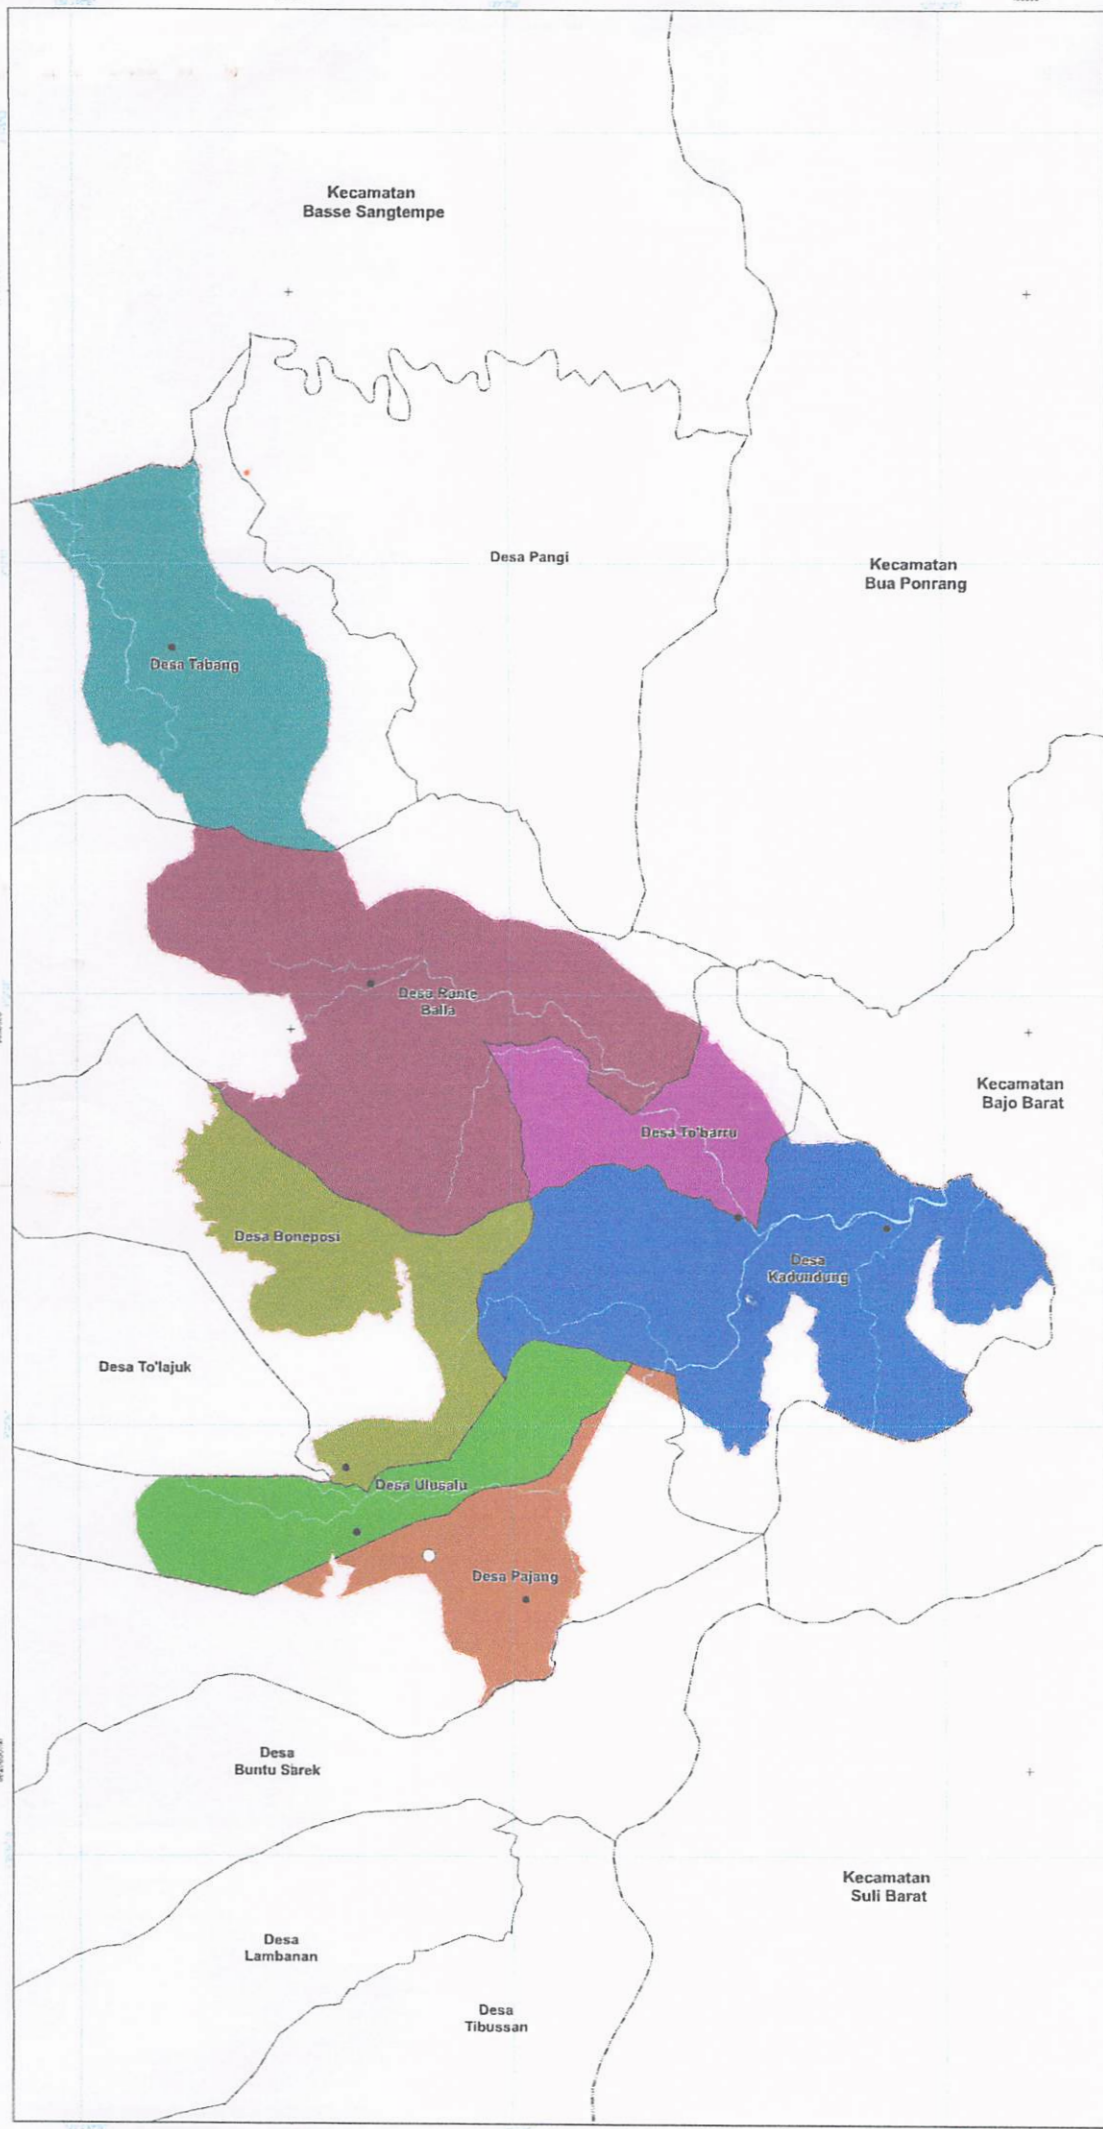 Kecamatan
Basse Sangtempe
Desa Pangi
Kecamatan
Bua Ponrang
Desa Tabang
Desa Rante
Balla
Kecamatan
Bajo Barat
Desa To'barru
Desa Boneposi
Desa
Kadundung
Desa To'lajuk
Desa Ulusalu
Desa Pajang
Desa
Buntu Sarek
Kecamatan
Suli Barat
Desa
Lambanan
Desa
Tibussan